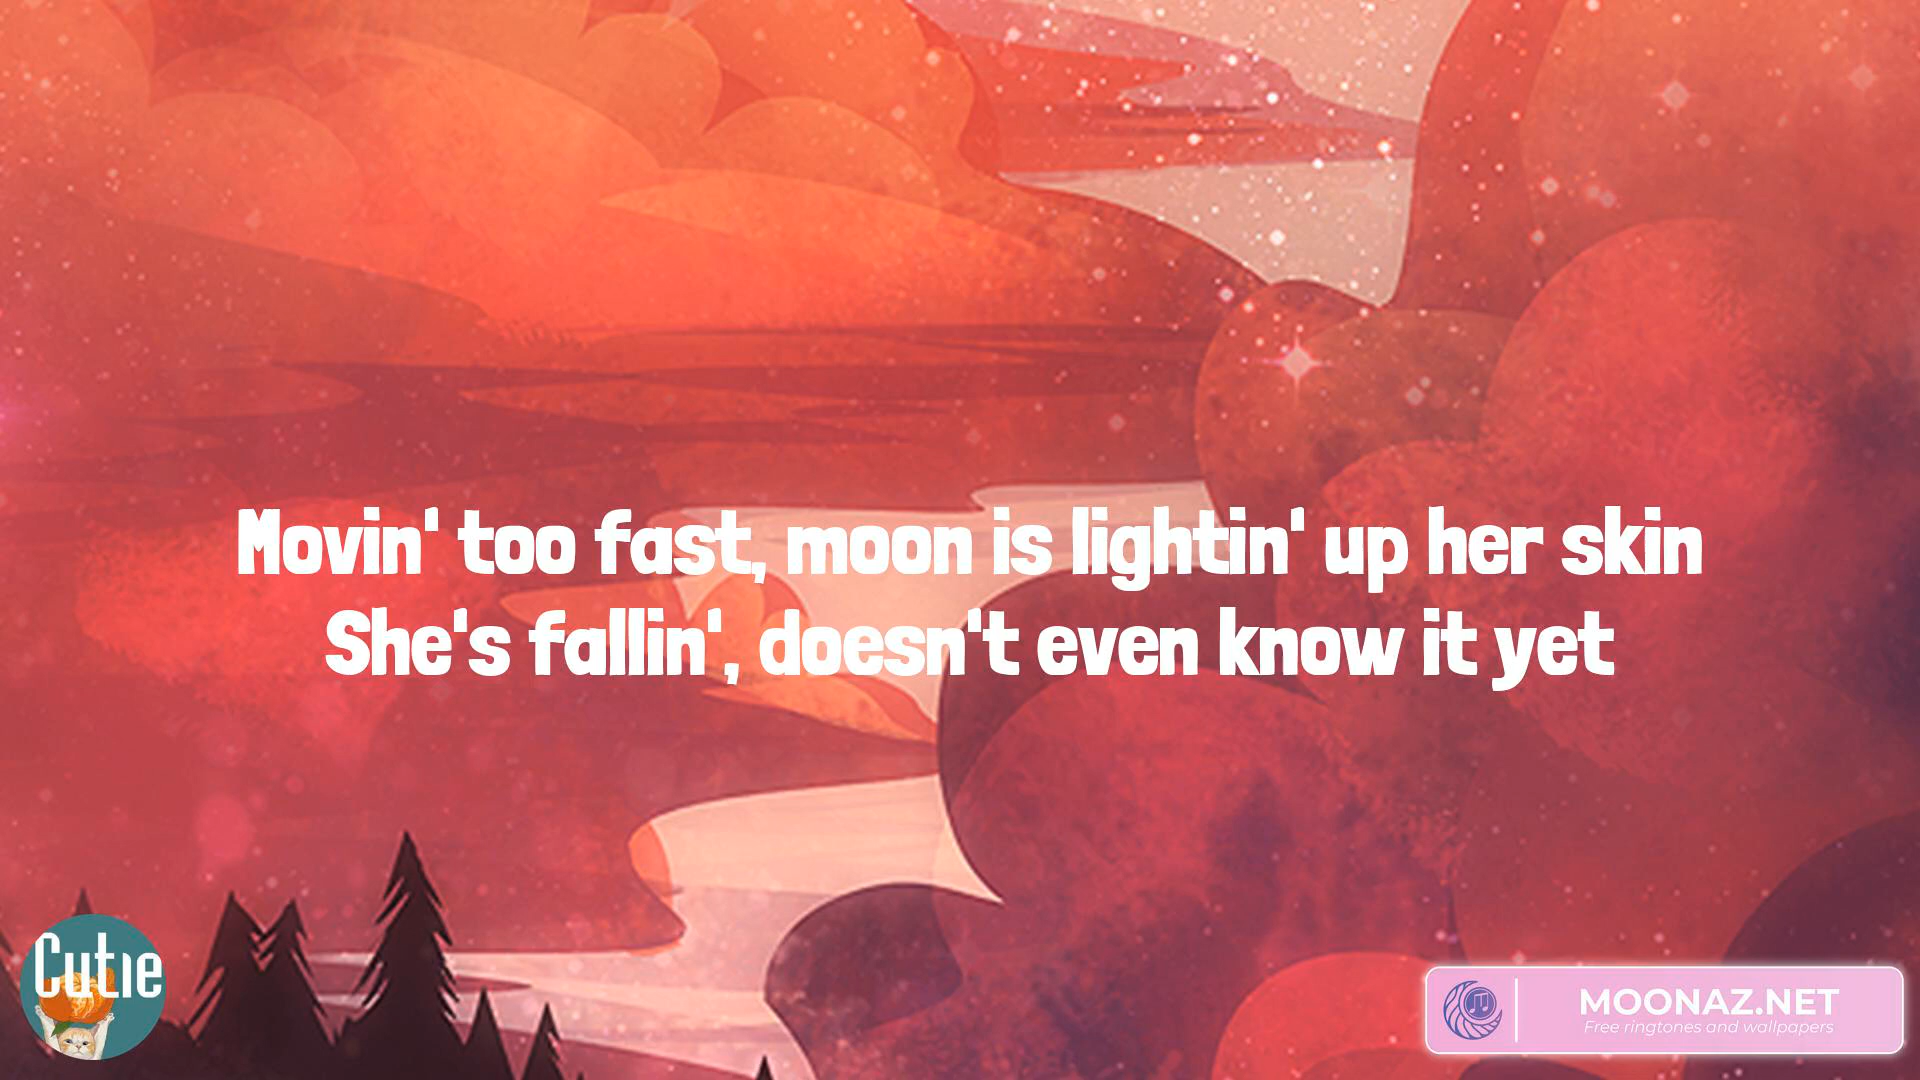 Movin' too fast, moon is lightin' up her skin
She's fallin', doesn't even know it yet
Cutie
MOONAZ.NET
Free ringtones and wallpapers